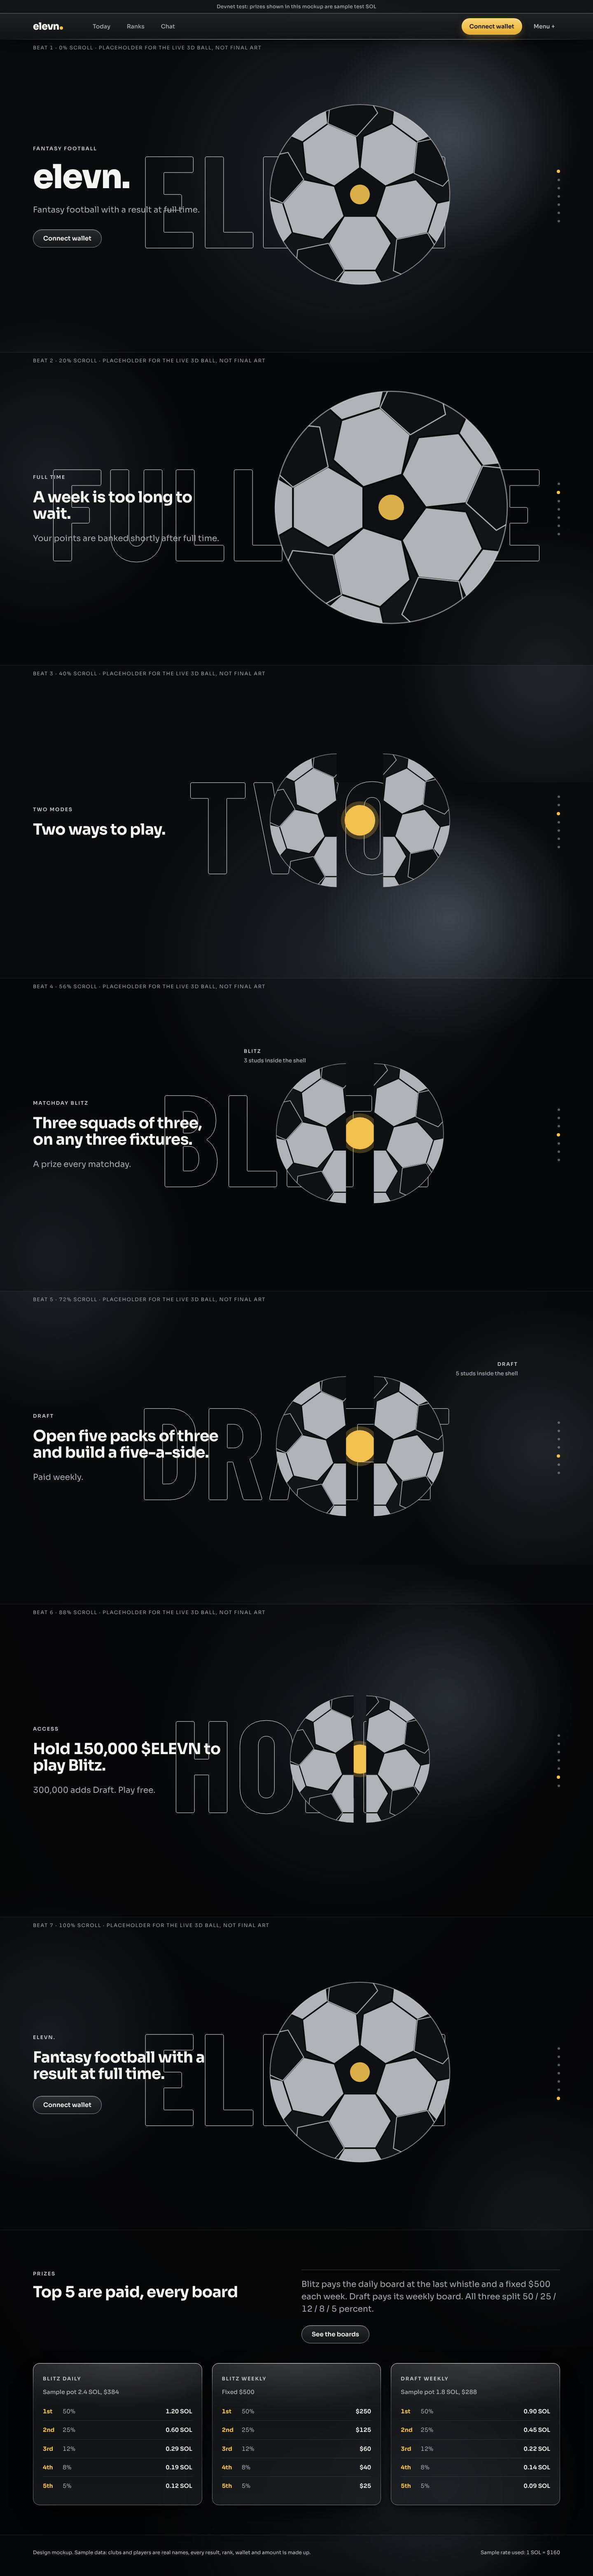 Devnet test: prizes shown in this mockup are sample test SOL
elevn.
Today Ranks Chat Connect wallet Menu +
BEAT 1 · 0% SCROLL · PLACEHOLDER FOR THE LIVE 3D BALL, NOT FINAL ART
FANTASY FOOTBALL
elevn.
Fantasy football with a result at full time.
Connect wallet
BEAT 2 · 20% SCROLL · PLACEHOLDER FOR THE LIVE 3D BALL, NOT FINAL ART
FULL TIME
A week is too long to
wait.
Your points are banked shortly after full time.
BEAT 3 · 40% SCROLL · PLACEHOLDER FOR THE LIVE 3D BALL, NOT FINAL ART
TWO
TWO MODES
Two ways to play.
BEAT 4 · 56% SCROLL · PLACEHOLDER FOR THE LIVE 3D BALL, NOT FINAL ART
BLITZ
3 studs inside the shell
MATCHDAY BLITZ
Three squads of three,
on any three fixtures.
A prize every matchday.
BEAT 5 · 72% SCROLL · PLACEHOLDER FOR THE LIVE 3D BALL, NOT FINAL ART
DRAFT
5 studs inside the shell
DRAFT
Open five packs of three
and build a five-a-side.
Paid weekly.
BEAT 6 · 88% SCROLL · PLACEHOLDER FOR THE LIVE 3D BALL, NOT FINAL ART
ACCESS
Hold 150,000 $ELEVN to
play Blitz.
300,000 adds Draft. Play free.
BEAT 7 · 100% SCROLL · PLACEHOLDER FOR THE LIVE 3D BALL, NOT FINAL ART
ELEVN.
Fantasy football with a
result at full time.
Connect wallet
PRIZES
Top 5 are paid, every board
Blitz pays the daily board at the last whistle and a fixed $500
each week. Draft pays its weekly board. All three split 50 / 25 /
12 / 8 / 5 percent.
See the boards
BLITZ DAILY
Sample pot 2.4 SOL, $384
1st 50% 1.20 SOL
2nd 25% 0.60 SOL
3rd 12% 0.29 SOL
4th 8% 0.19 SOL
5th 5% 0.12 SOL
BLITZ WEEKLY
Fixed $500
1st 50% $250
2nd 25% $125
3rd 12% $60
4th 8% $40
5th 5% $25
DRAFT WEEKLY
Sample pot 1.8 SOL, $288
1st 50% 0.90 SOL
2nd 25% 0.45 SOL
3rd 12% 0.22 SOL
4th 8% 0.14 SOL
5th 5% 0.09 SOL
Design mockup. Sample data: clubs and players are real names, every result, rank, wallet and amount is made up.
Sample rate used: 1 SOL = $160